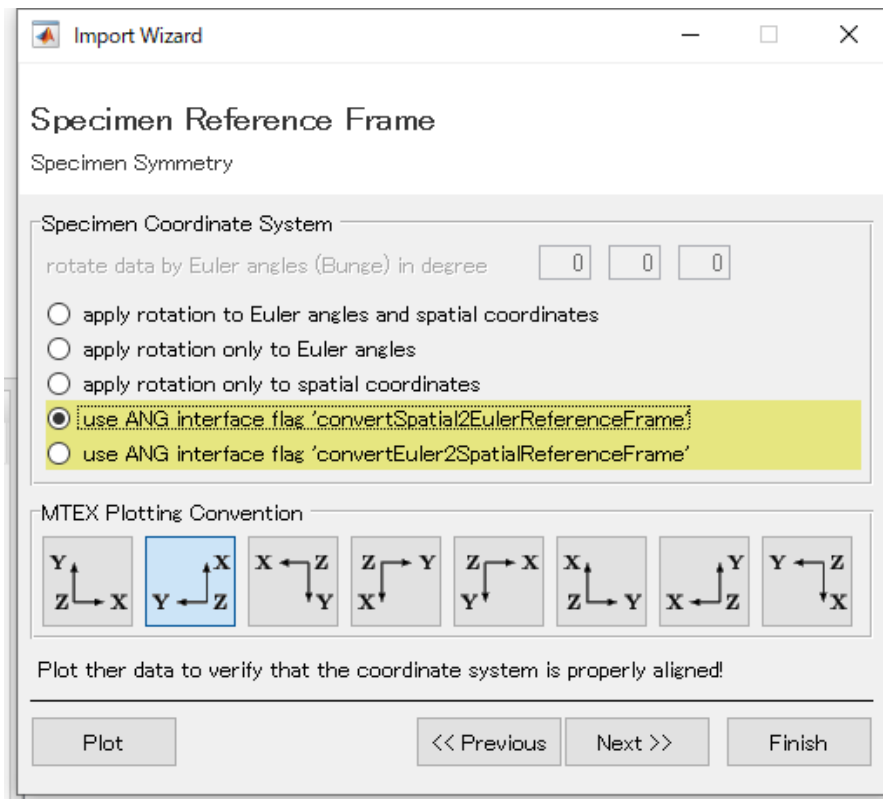 Import Wizard
Specimen Reference Frame
Specimen Symmetry
Specimen Coordinate System
rotate data by Euler angles (Bunge) in degree 0 0 0
apply rotation to Euler angles and spatial coordinates
apply rotation only to Euler angles
apply rotation only to spatial coordinates
use ANG interface flag 'convertSpatial2EulerReferenceFrame'
use ANG interface flag 'convertEuler2SpatialReferenceFrame'
MTEX Plotting Convention
Y X X Z Z Y Z X X Y Y Z
Z X Y Z Y X Y Z Y X Z X
Plot ther data to verify that the coordinate system is properly aligned!
Plot << Previous Next >> Finish